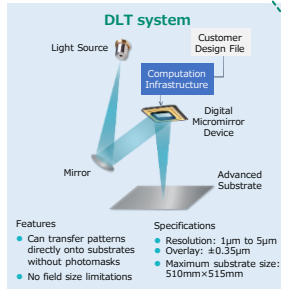 DLT system
Light Source
Customer
Design File
Computation
Infrastructure
Digital
Micromirror
Device
Mirror
Advanced
Substrate
Features
● Can transfer patterns
directly onto substrates
without photomasks
● No field size limitations
Specifications
● Resolution: 1μm to 5μm
● Overlay: ±0.35μm
● Maximum substrate size:
510mm×515mm